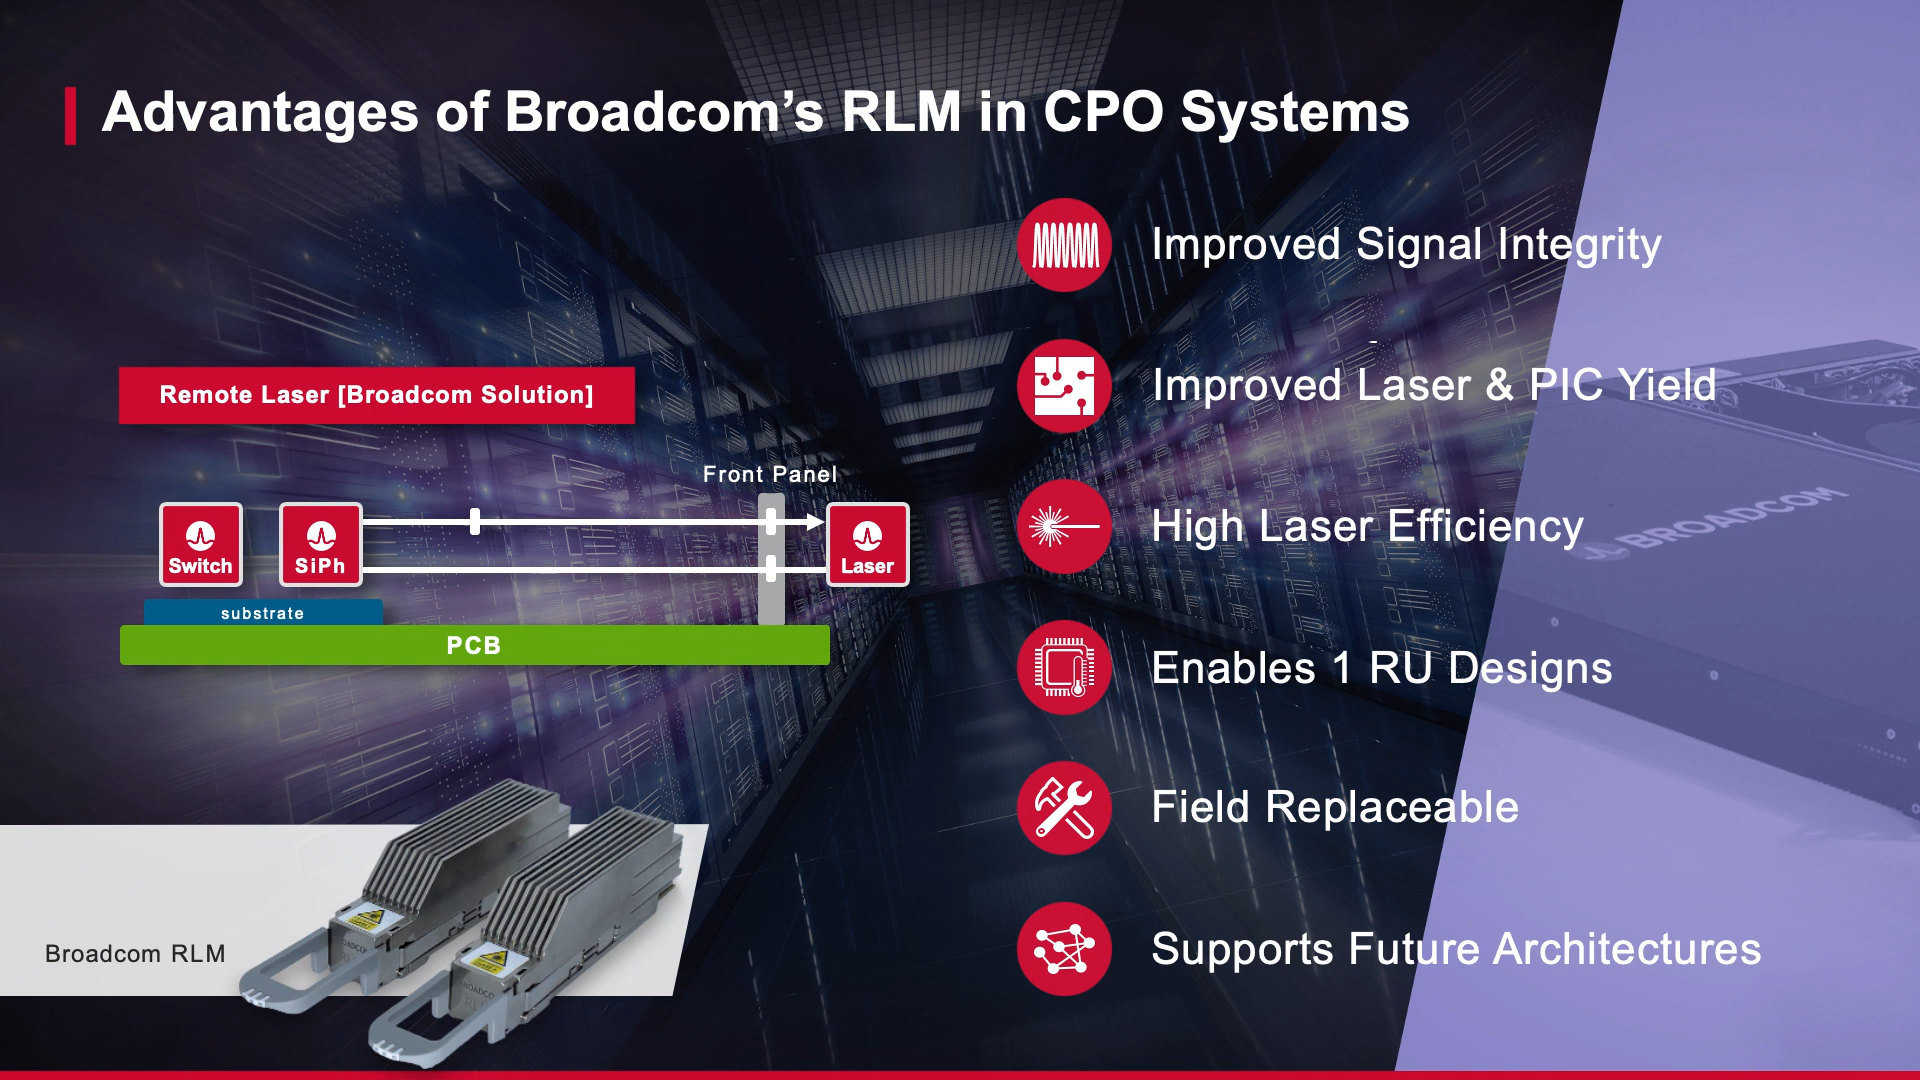 Advantages of Broadcom’s RLM in CPO Systems
Remote Laser [Broadcom Solution]
Front Panel
Switch
SiPh
Laser
substrate
PCB
Broadcom RLM
Improved Signal Integrity
Improved Laser & PIC Yield
High Laser Efficiency
Enables 1 RU Designs
Field Replaceable
Supports Future Architectures
BROADCOM